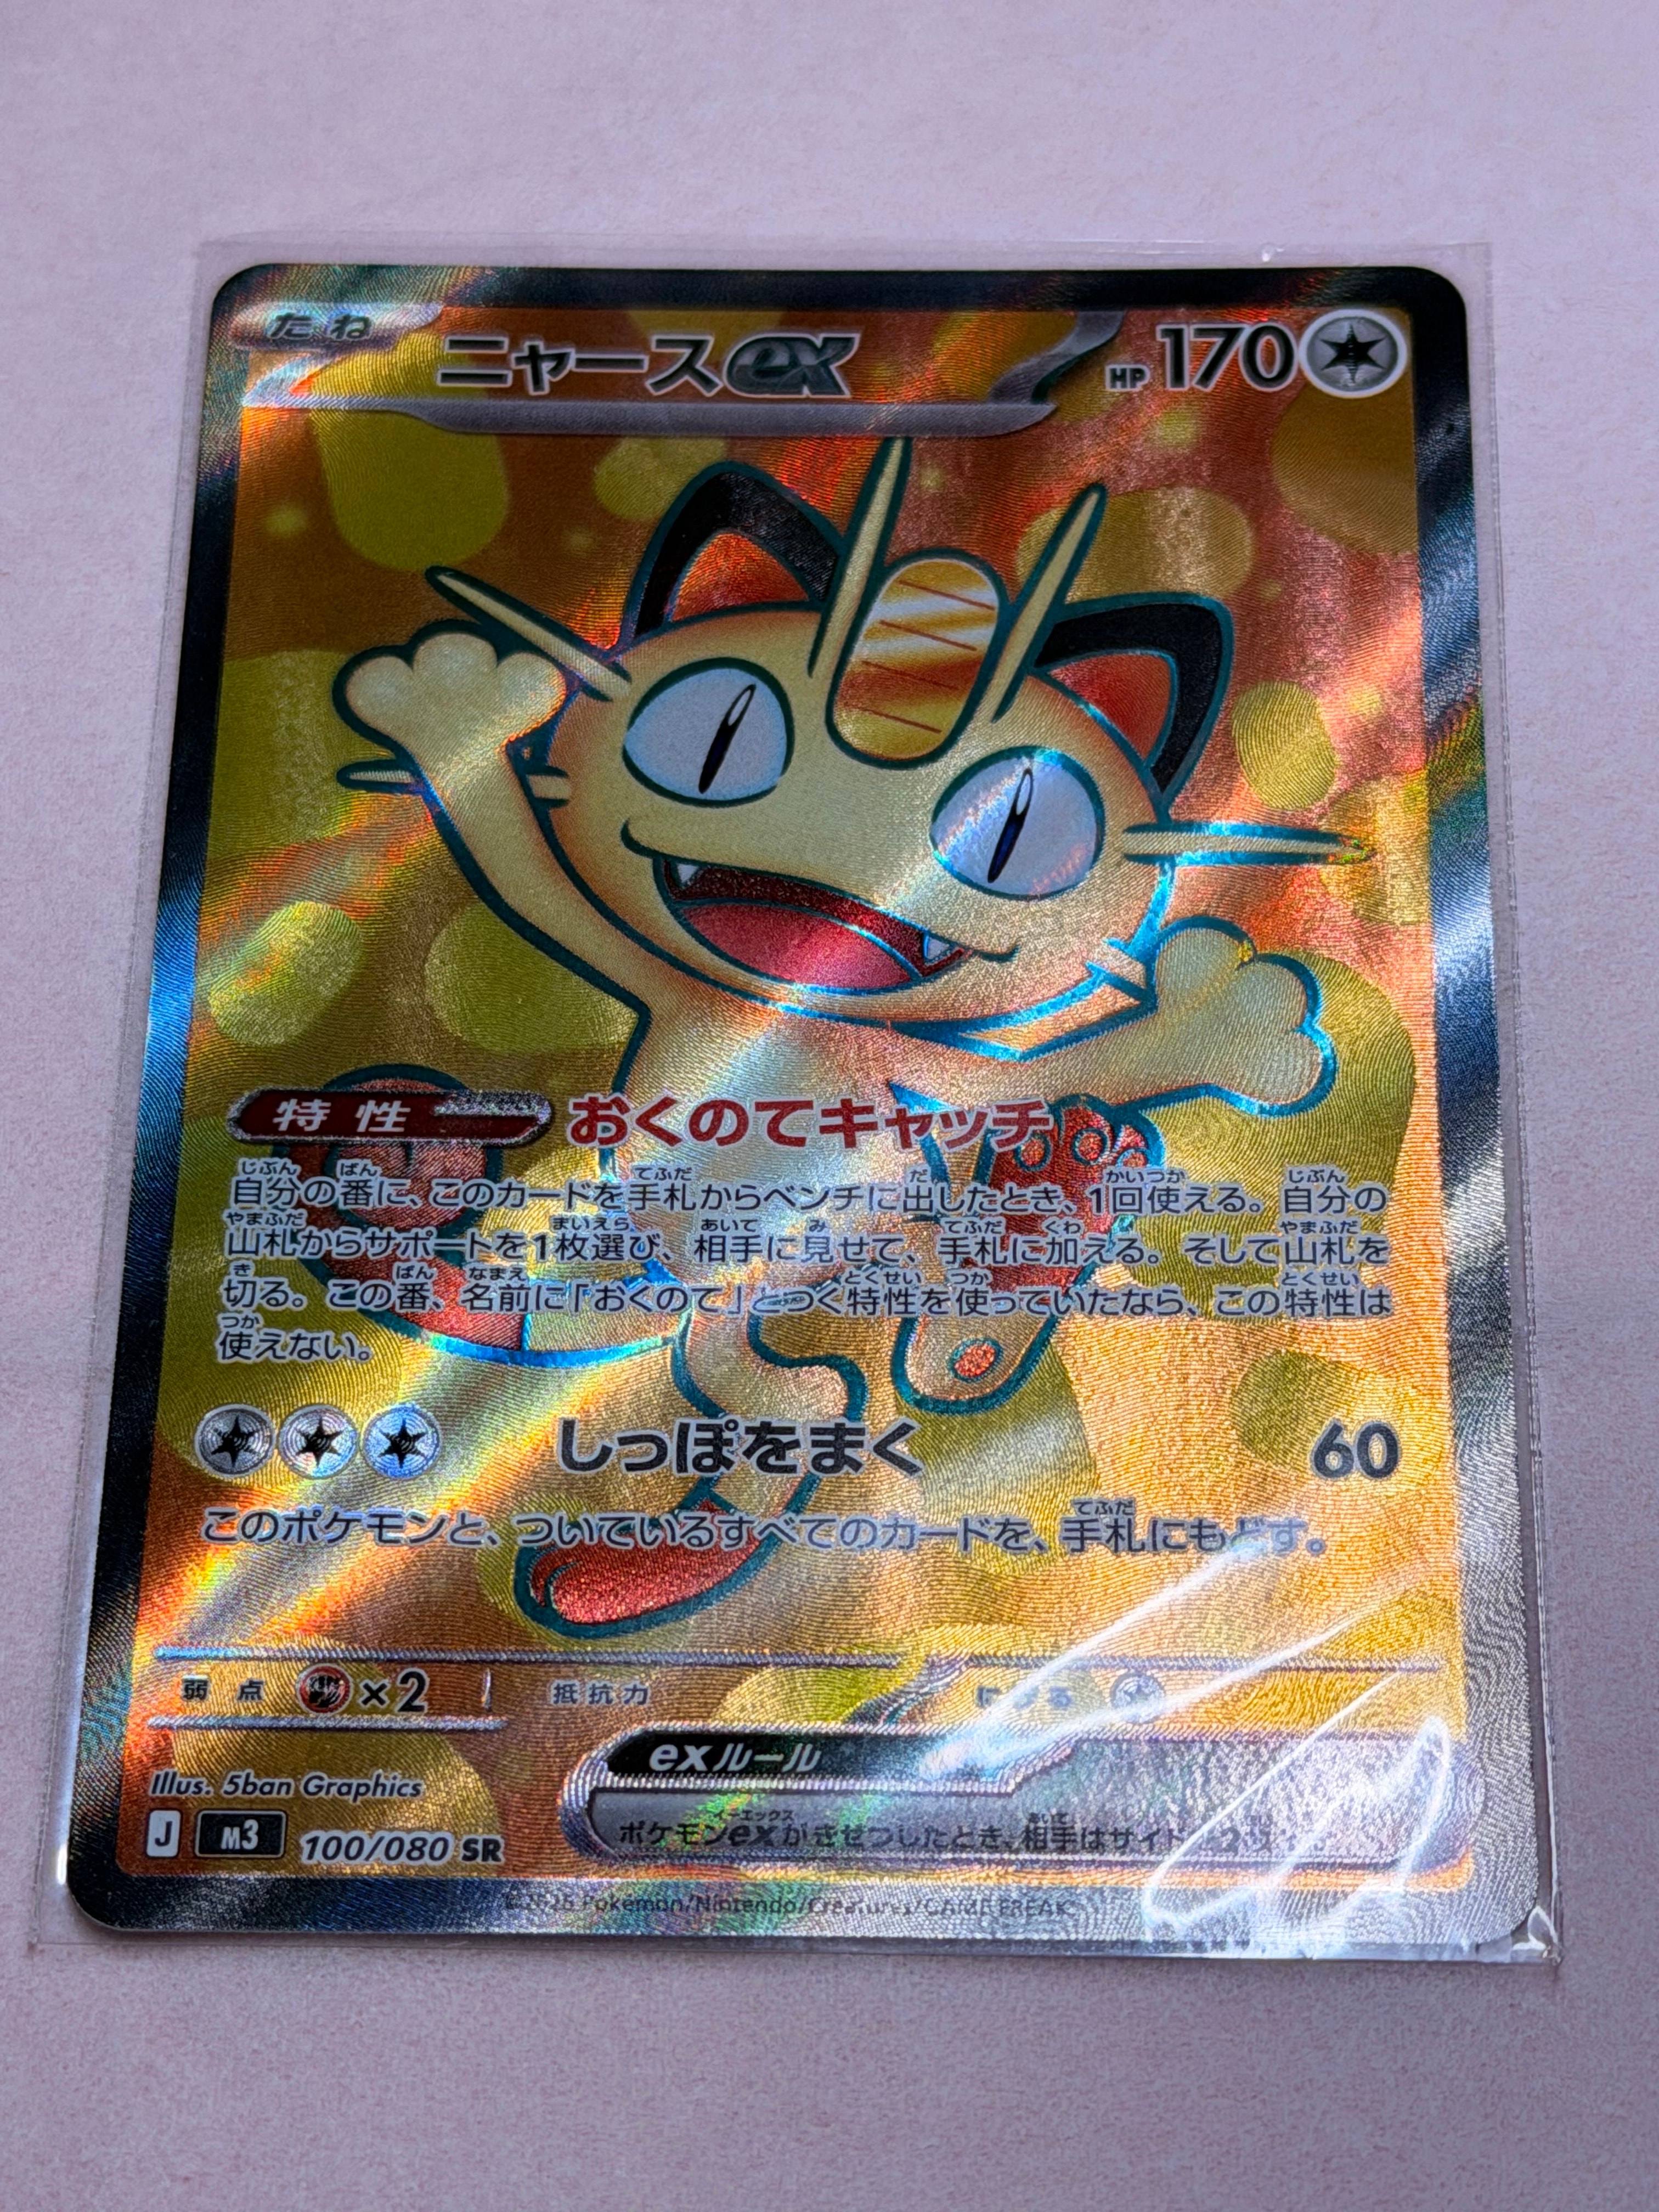 たね
ニャースex
HP 170
特性 おくのてキャッチ
自分の番に、このカードを手札からベンチに出したとき、1回使える。自分の
山札からサポートを1枚選び、相手に見せて、手札に加える。そして山札を
切る。この番、名前に「おくのて」とつく特性を使っていたなら、この特性は
使えない。
しっぽをまく 60
このポケモンと、ついているすべてのカードを、手札にもどす。
弱点 ×2 抵抗力 にげる
exルール
Illus. 5ban Graphics
ポケモンexがきぜつしたとき、相手はサイドを2
J M3 100/080 SR
©2026 Pokémon/Nintendo/Creatures/GAME FREAK